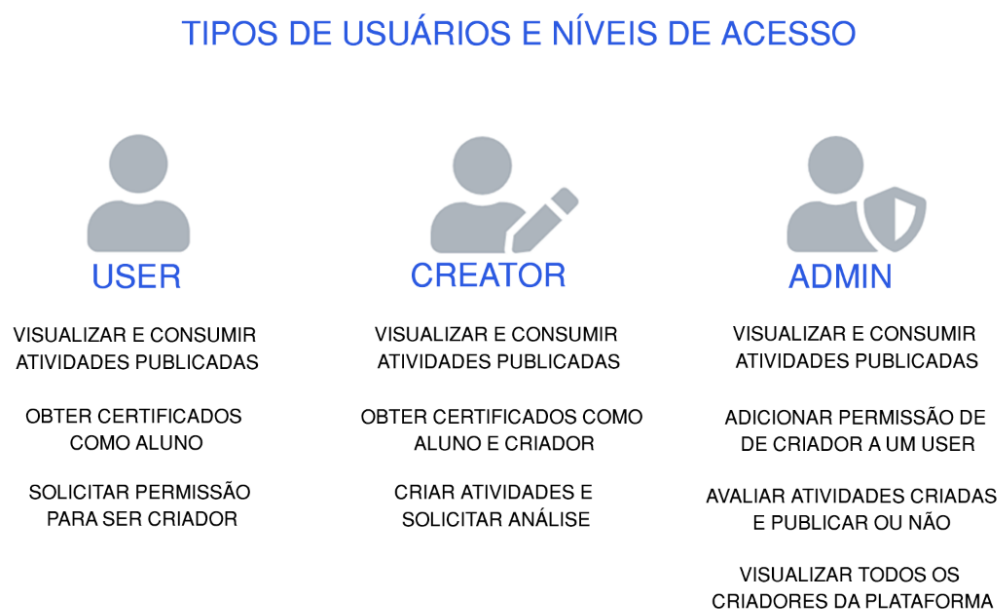 TIPOS DE USUÁRIOS E NÍVEIS DE ACESSO
USER
VISUALIZAR E CONSUMIR
ATIVIDADES PUBLICADAS
OBTER CERTIFICADOS
COMO ALUNO
SOLICITAR PERMISSÃO
PARA SER CRIADOR
CREATOR
VISUALIZAR E CONSUMIR
ATIVIDADES PUBLICADAS
OBTER CERTIFICADOS COMO
ALUNO E CRIADOR
CRIAR ATIVIDADES E
SOLICITAR ANÁLISE
ADMIN
VISUALIZAR E CONSUMIR
ATIVIDADES PUBLICADAS
ADICIONAR PERMISSÃO DE
DE CRIADOR A UM USER
AVALIAR ATIVIDADES CRIADAS
E PUBLICAR OU NÃO
VISUALIZAR TODOS OS
CRIADORES DA PLATAFORMA